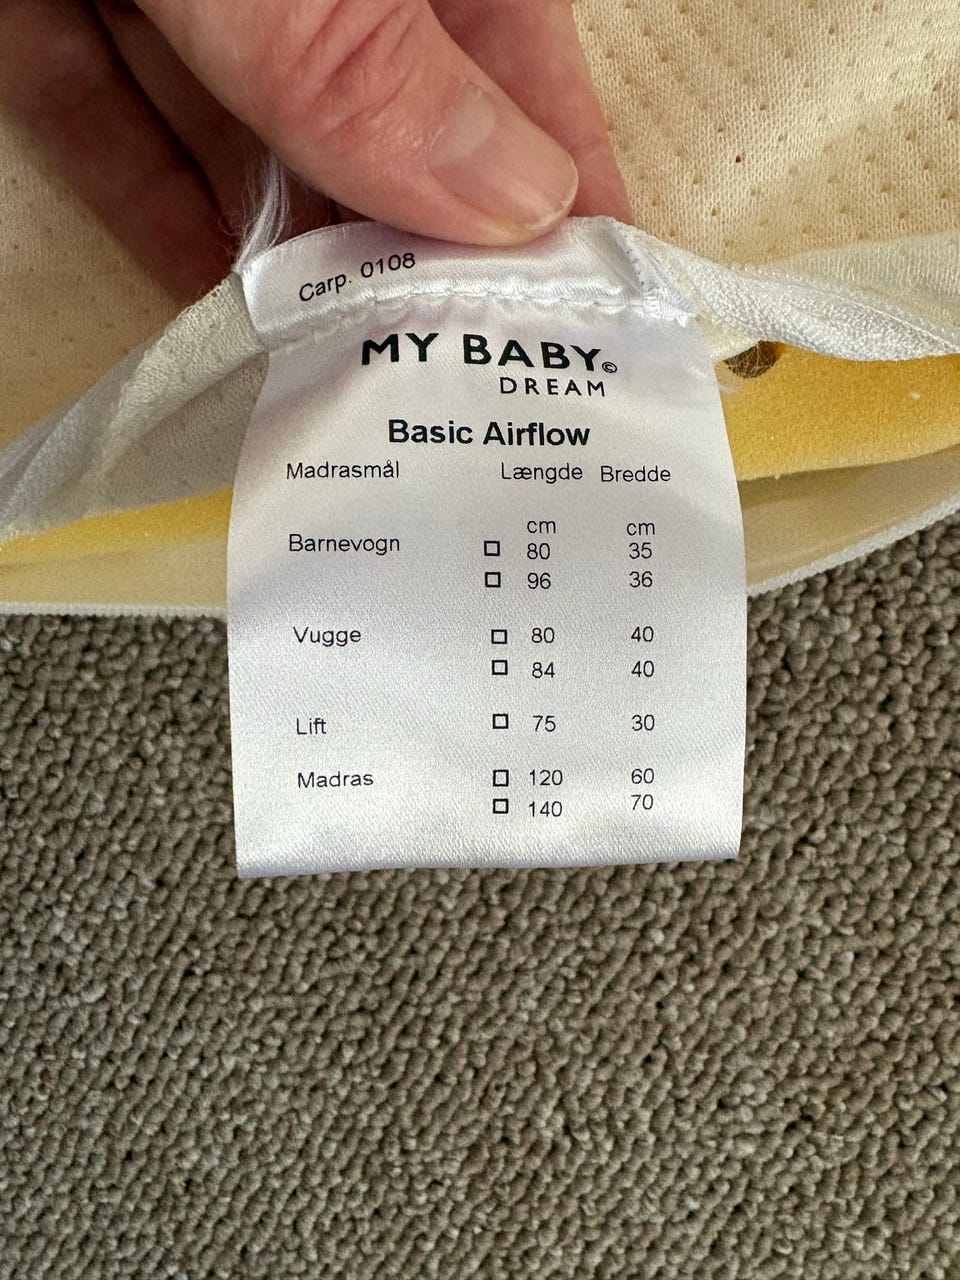 Carp. 0108
MY BABY©
DREAM
Basic Airflow
Madrasmål Længde Bredde
cm cm
Barnevogn 80 35
96 36
Vugge 80 40
84 40
Lift 75 30
Madras 120 60
140 70